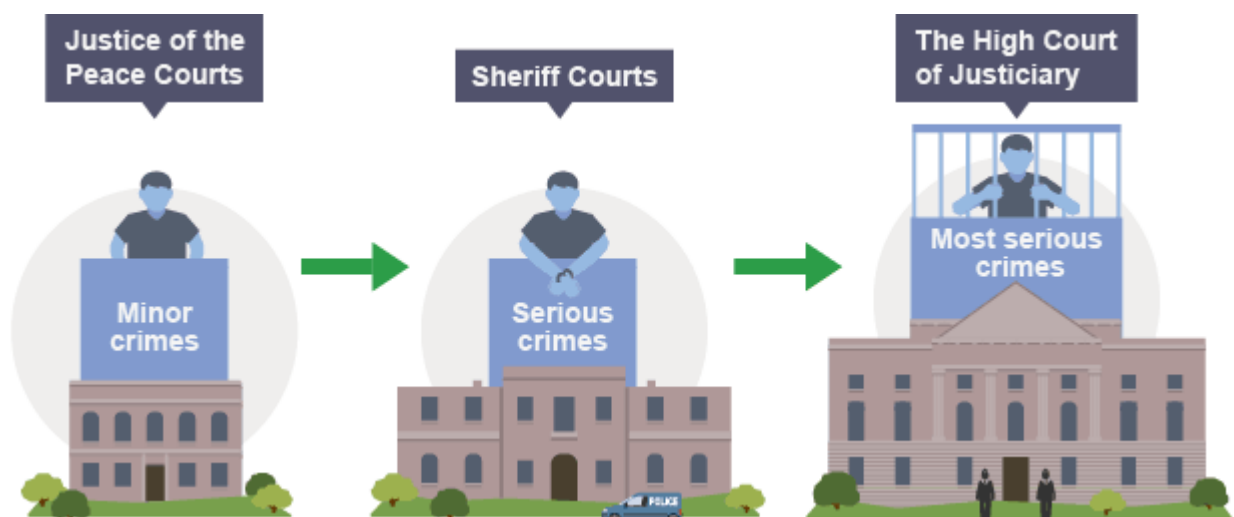 Justice of the
Peace Courts
Sheriff Courts
The High Court
of Justiciary
Minor
crimes
Serious
crimes
Most serious
crimes
POLICE